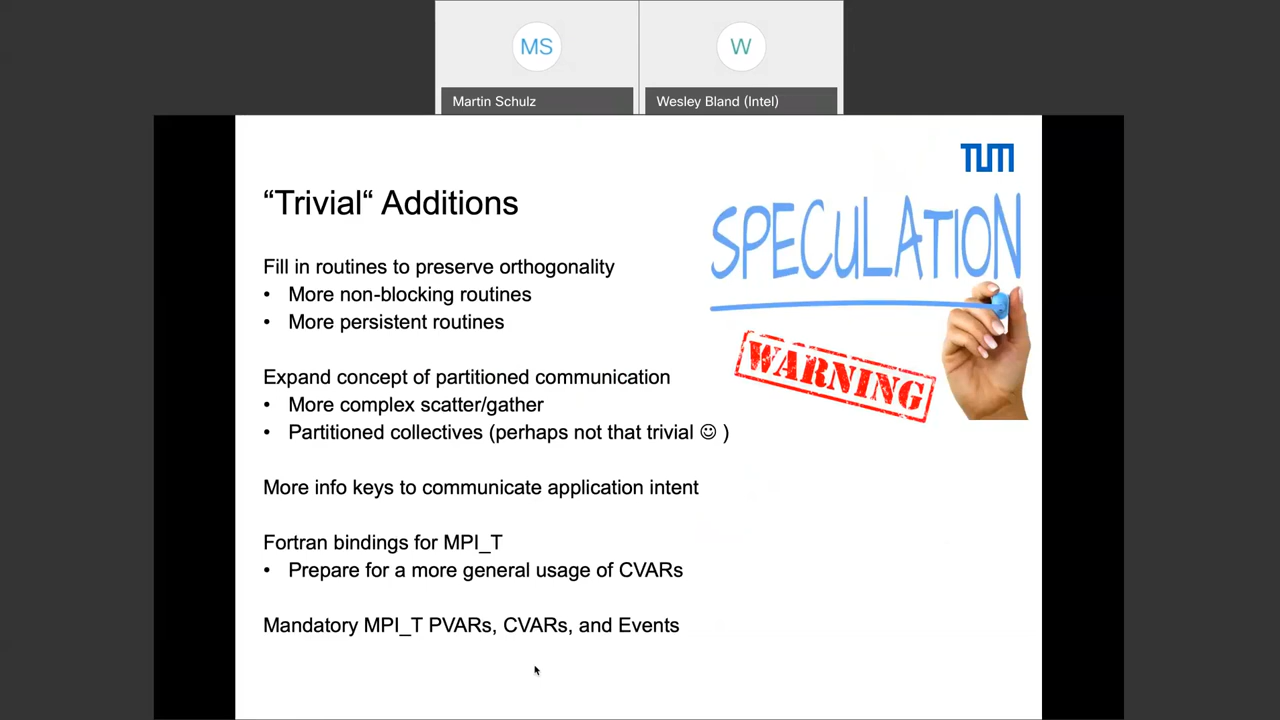 MS
W
Martin Schulz
Wesley Bland (Intel)
TUM
“Trivial“ Additions
SPECULATION
Fill in routines to preserve orthogonality
• More non-blocking routines
• More persistent routines
WARNING
Expand concept of partitioned communication
• More complex scatter/gather
• Partitioned collectives (perhaps not that trivial ☺ )
More info keys to communicate application intent
Fortran bindings for MPI_T
• Prepare for a more general usage of CVARs
Mandatory MPI_T PVARs, CVARs, and Events